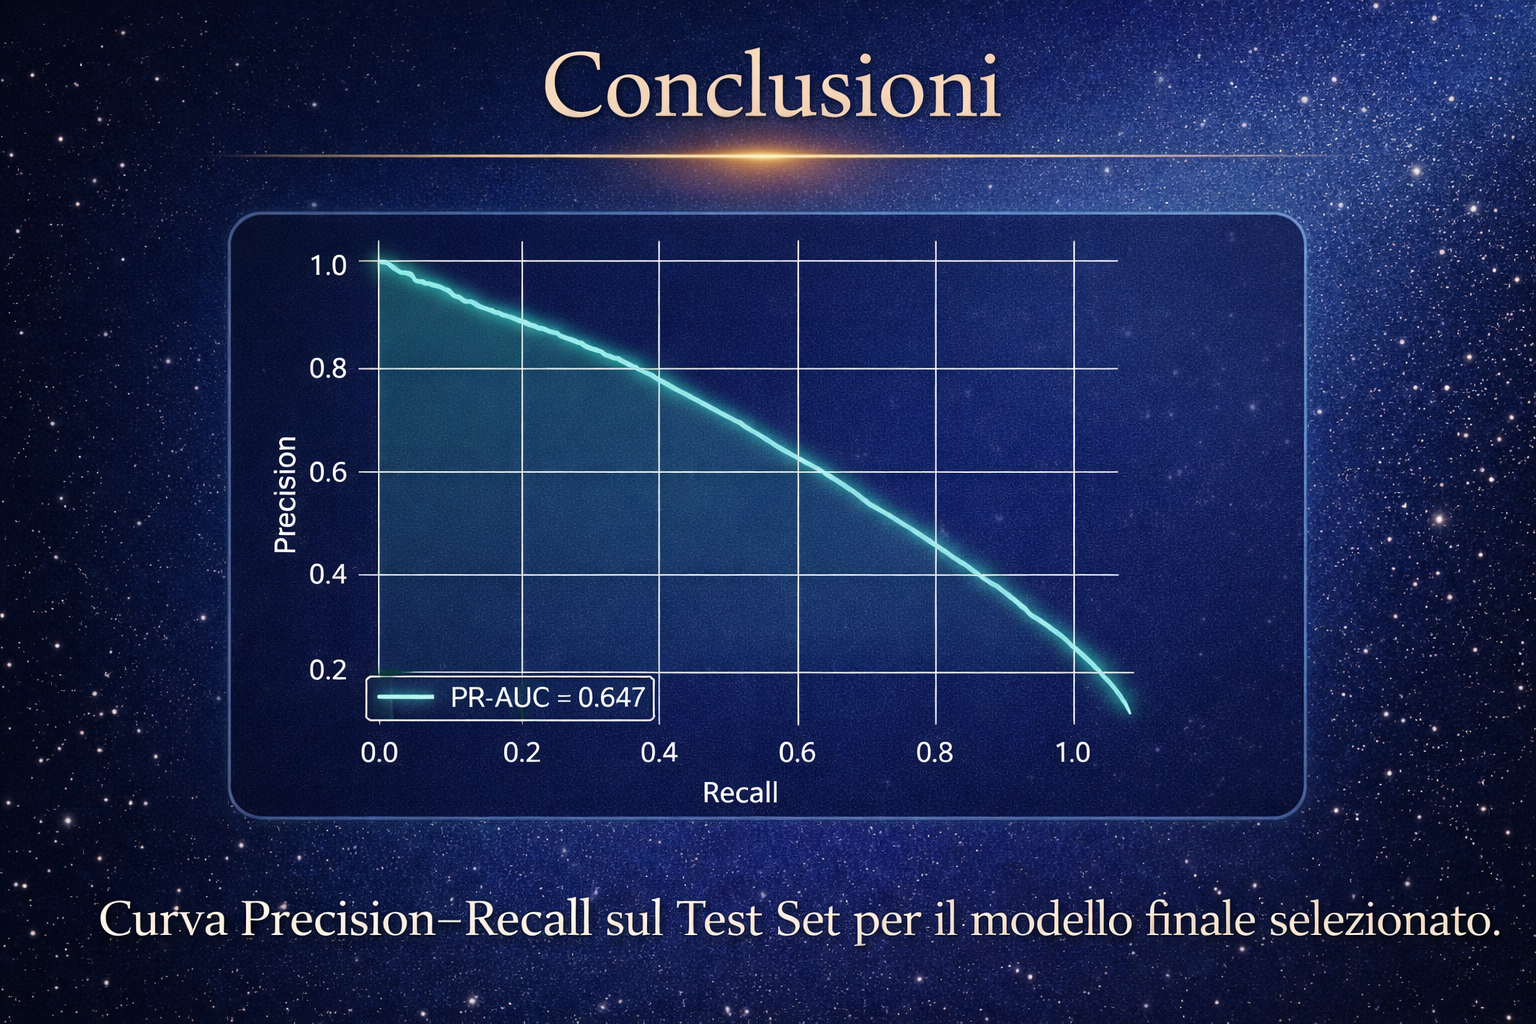 Conclusioni
1.0
0.8
0.6
0.4
0.2
Precision
PR-AUC = 0.647
0.0 0.2 0.4 0.6 0.8 1.0
Recall
Curva Precision–Recall sul Test Set per il modello finale selezionato.